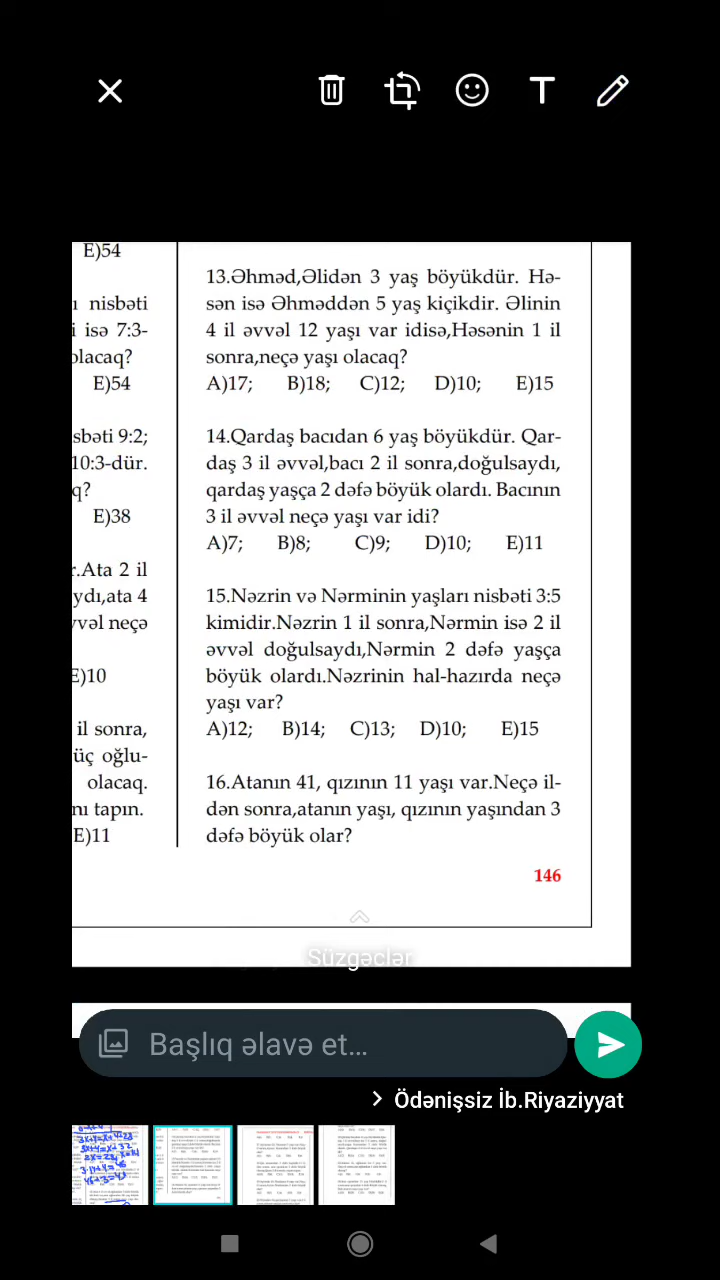 E)54
ı nisbəti
i isə 7:3-
olacaq?
E)54
sbəti 9:2;
10:3-dür.
q?
E)38
r.Ata 2 il
ydı,ata 4
vvəl neçə
E)10
il sonra,
üç oğlu-
olacaq.
nı tapın.
E)11
13.Əhməd,Əlidən 3 yaş böyükdür. Hə-
sən isə Əhməddən 5 yaş kiçikdir. Əlinin
4 il əvvəl 12 yaşı var idisə,Həsənin 1 il
sonra,neçə yaşı olacaq?
A)17; B)18; C)12; D)10; E)15
14.Qardaş bacıdan 6 yaş böyükdür. Qar-
daş 3 il əvvəl,bacı 2 il sonra,doğulsaydı,
qardaş yaşça 2 dəfə böyük olardı. Bacının
3 il əvvəl neçə yaşı var idi?
A)7; B)8; C)9; D)10; E)11
15.Nəzrin və Nərminin yaşları nisbəti 3:5
kimidir.Nəzrin 1 il sonra,Nərmin isə 2 il
əvvəl doğulsaydı,Nərmin 2 dəfə yaşça
böyük olardı.Nəzrinin hal-hazırda neçə
yaşı var?
A)12; B)14; C)13; D)10; E)15
16.Atanın 41, qızının 11 yaşı var.Neçə il-
dən sonra,atanın yaşı, qızının yaşından 3
dəfə böyük olar?
146
Süzgəclər
Başlıq əlavə et...
Ödənişsiz İb.Riyaziyyat